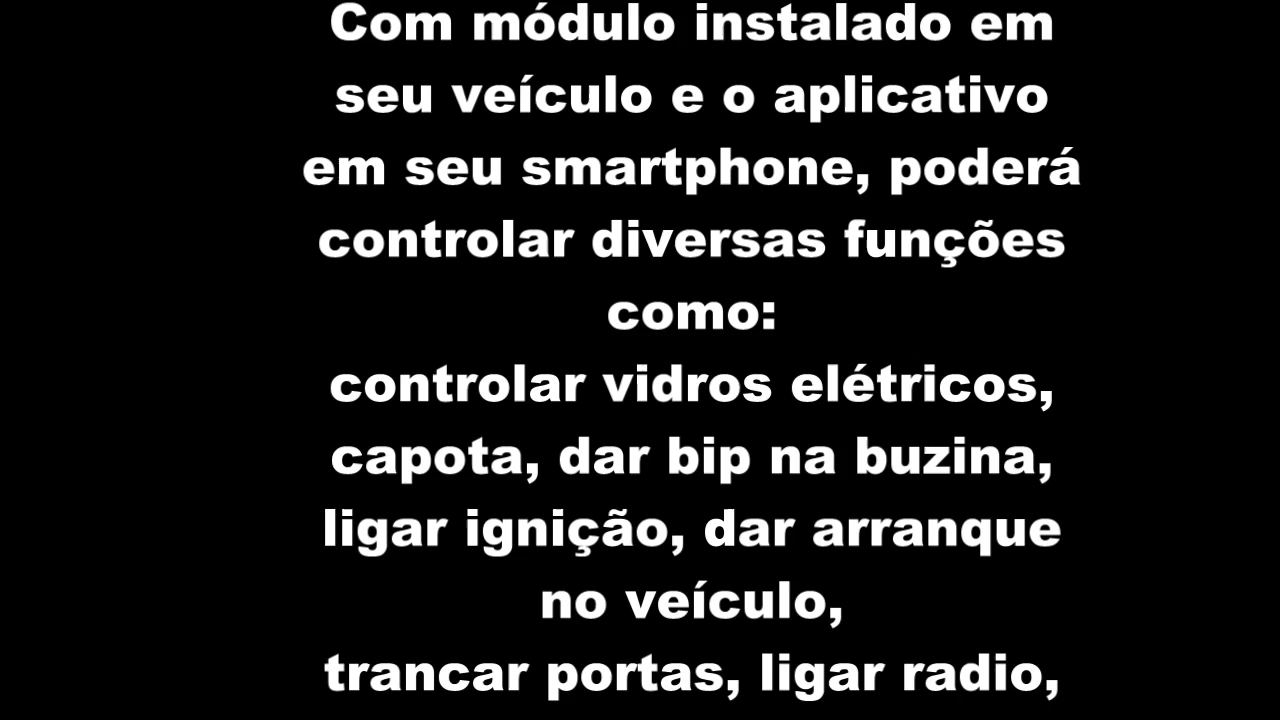 Com módulo instalado em
seu veículo e o aplicativo
em seu smartphone, poderá
controlar diversas funções
como:
controlar vidros elétricos,
capota, dar bip na buzina,
ligar ignição, dar arranque
no veículo,
trancar portas, ligar radio,